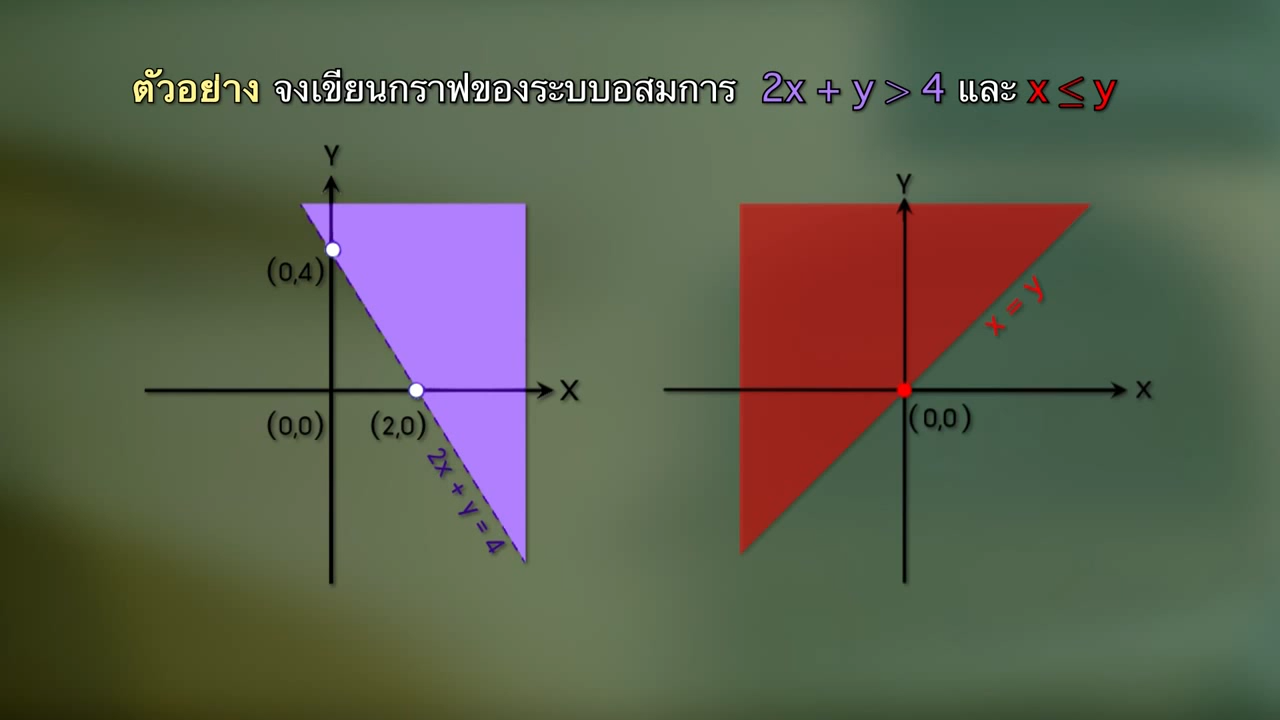 ตัวอย่าง จงเขียนกราฟของระบบอสมการ 2x + y > 4 และ x ≤ y
Y
(0,4)
X
(0,0)
(2,0)
2x + y = 4
Y
x = y
X
(0,0)